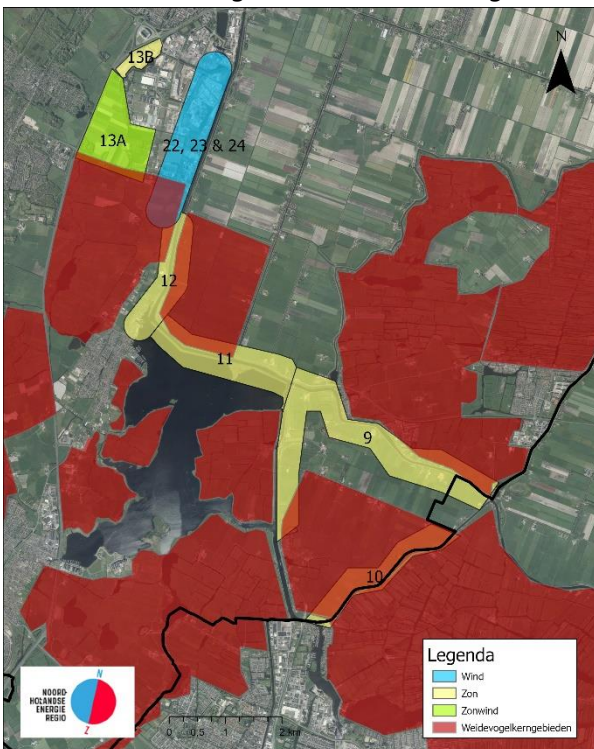 13B
N
13A
22, 23 & 24
12
11
9
10
Legenda
Wind
Zon
Zonwind
Weidevogelkerngebieden
N
NOORD-
HOLLANDSE
ENERGIE
REGIO
Z
0 0,5 1 2 km